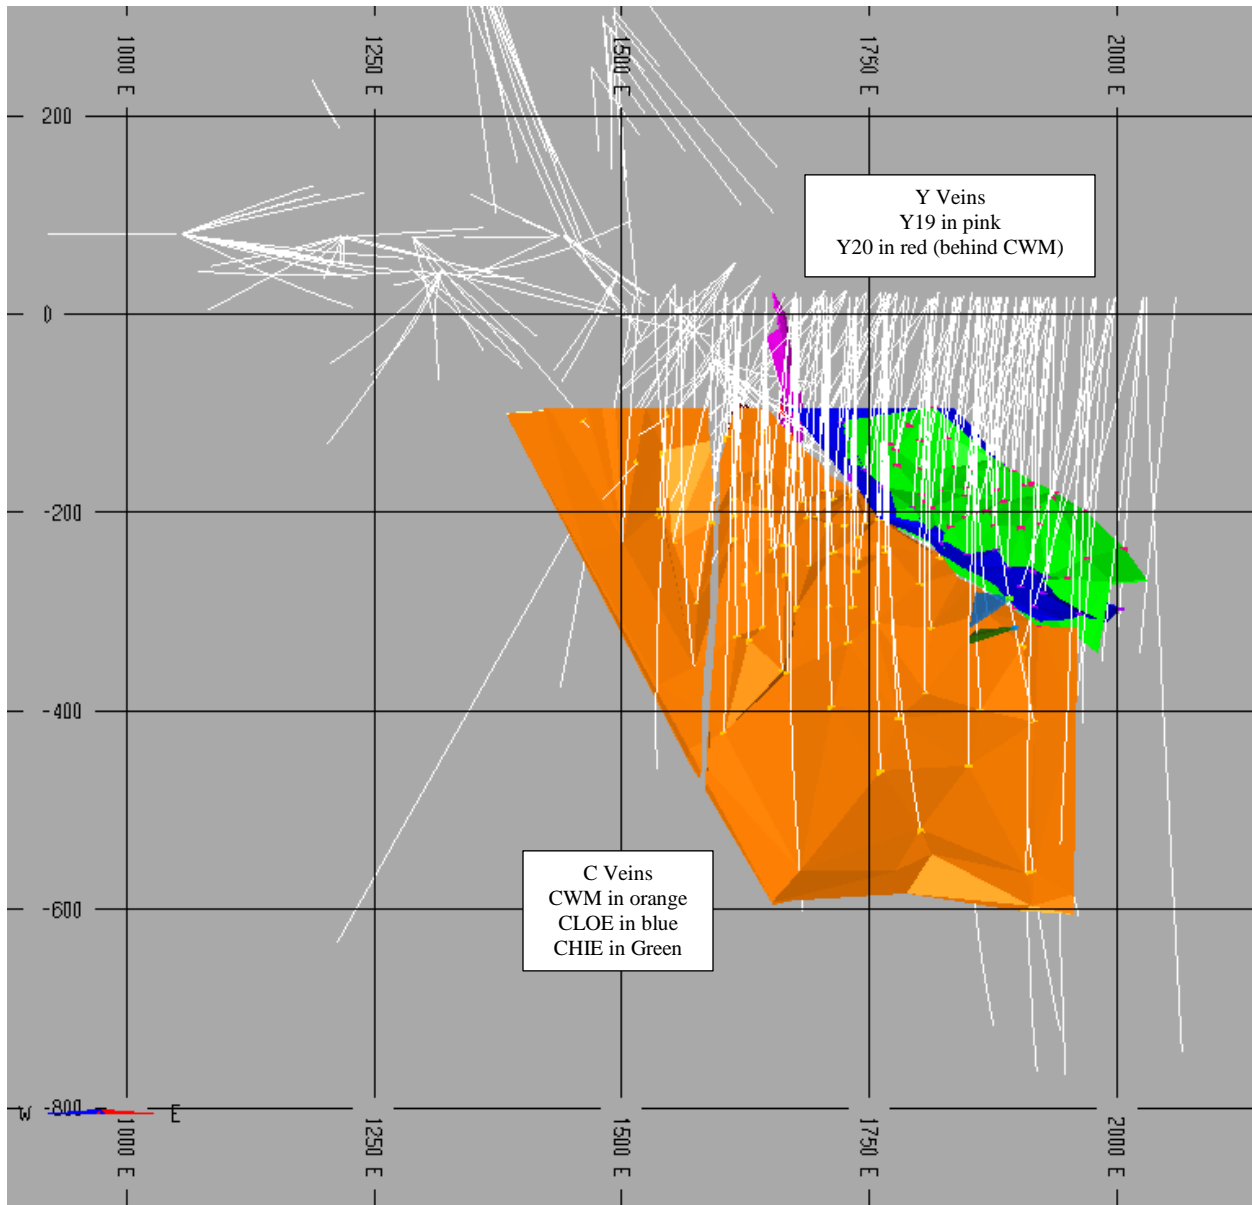 1000 E
1250 E
1500 E
1750 E
2000 E
200
Y Veins
Y19 in pink
Y20 in red (behind CWM)
0
-200
-400
C Veins
CWM in orange
CLOE in blue
CHIE in Green
-600
W -800 E
1000 E
1250 E
1500 E
1750 E
2000 E